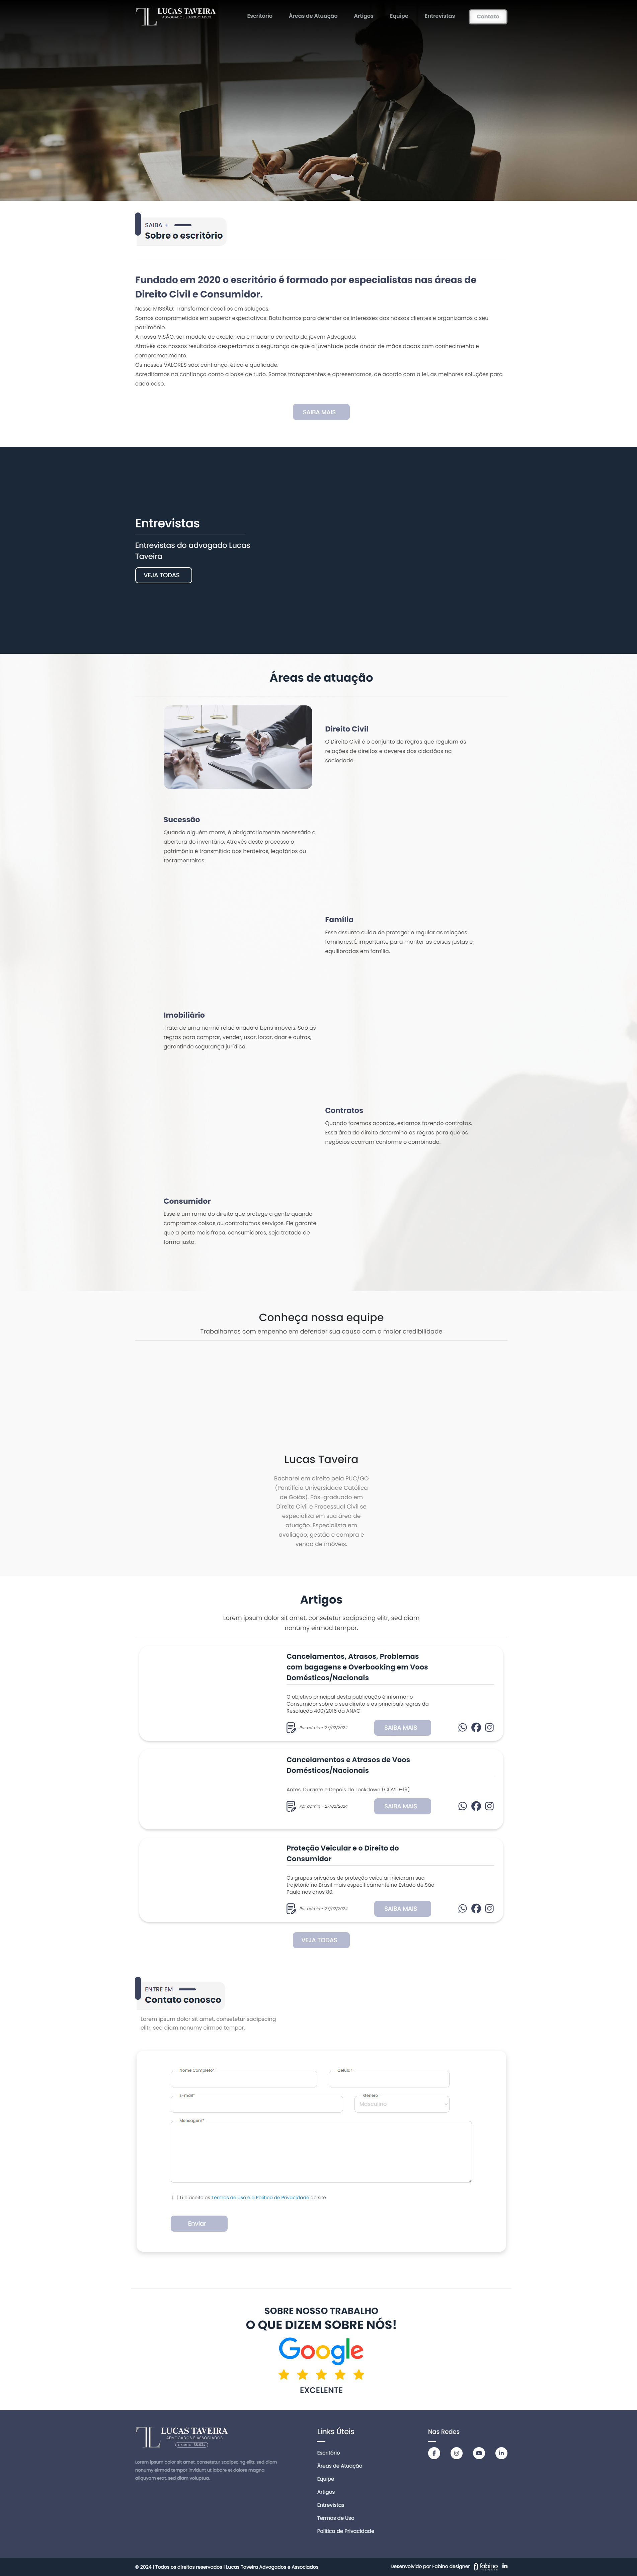 LUCAS TAVEIRA
ADVOGADOS E ASSOCIADOS
Escritório
Áreas de Atuação
Artigos
Equipe
Entrevistas
Contato
SAIBA +
Sobre o escritório
Fundado em 2020 o escritório é formado por especialistas nas áreas de
Direito Civil e Consumidor.
Nossa MISSÃO: Transformar desafios em soluções.
Somos comprometidos em superar expectativas. Batalhamos para defender os interesses dos nossos clientes e organizamos o seu
patrimônio.
A nossa VISÃO: ser modelo de excelência e mudar o conceito do jovem Advogado.
Através dos nossos resultados despertamos a segurança de que a juventude pode andar de mãos dadas com conhecimento e
comprometimento.
Os nossos VALORES são: confiança, ética e qualidade.
Acreditamos na confiança como a base de tudo. Somos transparentes e apresentamos, de acordo com a lei, as melhores soluções para
cada caso.
SAIBA MAIS
Entrevistas
Entrevistas do advogado Lucas
Taveira
VEJA TODAS
Áreas de atuação
Direito Civil
O Direito Civil é o conjunto de regras que regulam as
relações de direitos e deveres dos cidadãos na
sociedade.
Sucessão
Quando alguém morre, é obrigatoriamente necessário a
abertura do inventário. Através deste processo o
patrimônio é transmitido aos herdeiros, legatários ou
testamenteiros.
Família
Esse assunto cuida de proteger e regular as relações
familiares. É importante para manter as coisas justas e
equilibradas em família.
Imobiliário
Trata de uma norma relacionada a bens imóveis. São as
regras para comprar, vender, usar, locar, doar e outros,
garantindo segurança jurídica.
Contratos
Quando fazemos acordos, estamos fazendo contratos.
Essa área do direito determina as regras para que os
negócios ocorram conforme o combinado.
Consumidor
Esse é um ramo do direito que protege a gente quando
compramos coisas ou contratamos serviços. Ele garante
que a parte mais fraca, consumidores, seja tratada de
forma justa.
Conheça nossa equipe
Trabalhamos com empenho em defender sua causa com a maior credibilidade
Lucas Taveira
Bacharel em direito pela PUC/GO
(Pontifícia Universidade Católica
de Goiás). Pós-graduado em
Direito Civil e Processual Civil se
especializa em sua área de
atuação. Especialista em
avaliação, gestão e compra e
venda de imóveis.
Artigos
Lorem ipsum dolor sit amet, consetetur sadipscing elitr, sed diam
nonumy eirmod tempor.
Cancelamentos, Atrasos, Problemas
com bagagens e Overbooking em Voos
Domésticos/Nacionais
O objetivo principal desta publicação é informar o
Consumidor sobre o seu direito e as principais regras da
Resolução 400/2016 da ANAC
Por admin - 21/02/2024
SAIBA MAIS
Cancelamentos e Atrasos de Voos
Domésticos/Nacionais
Antes, Durante e Depois do Lockdown (COVID-19)
Por admin - 21/02/2024
SAIBA MAIS
Proteção Veicular e o Direito do
Consumidor
Os grupos privados de proteção veicular iniciaram sua
trajetória no Brasil mais especificamente no Estado de São
Paulo nos anos 80.
Por admin - 21/02/2024
SAIBA MAIS
VEJA TODAS
ENTRE EM
Contato conosco
Lorem ipsum dolor sit amet, consetetur sadipscing
elitr, sed diam nonumy eirmod tempor.
Nome Completo*
Celular
E-mail*
Gênero
Masculino
Mensagem*
Li e aceito os Termos de Uso e a Política de Privacidade do site
Enviar
SOBRE NOSSO TRABALHO
O QUE DIZEM SOBRE NÓS!
Google
EXCELENTE
LUCAS TAVEIRA
ADVOGADOS E ASSOCIADOS
Lorem ipsum dolor sit amet, consetetur sadipscing elitr, sed diam
nonumy eirmod tempor invidunt ut labore et dolore magna
aliquyam erat, sed diam voluptua.
Links Úteis
Escritório
Áreas de Atuação
Equipe
Artigos
Entrevistas
Termos de Uso
Política de Privacidade
Nas Redes
© 2024 | Todos os direitos reservados | Lucas Taveira Advogados e Associados
Desenvolvido por Fabino designer
fabino